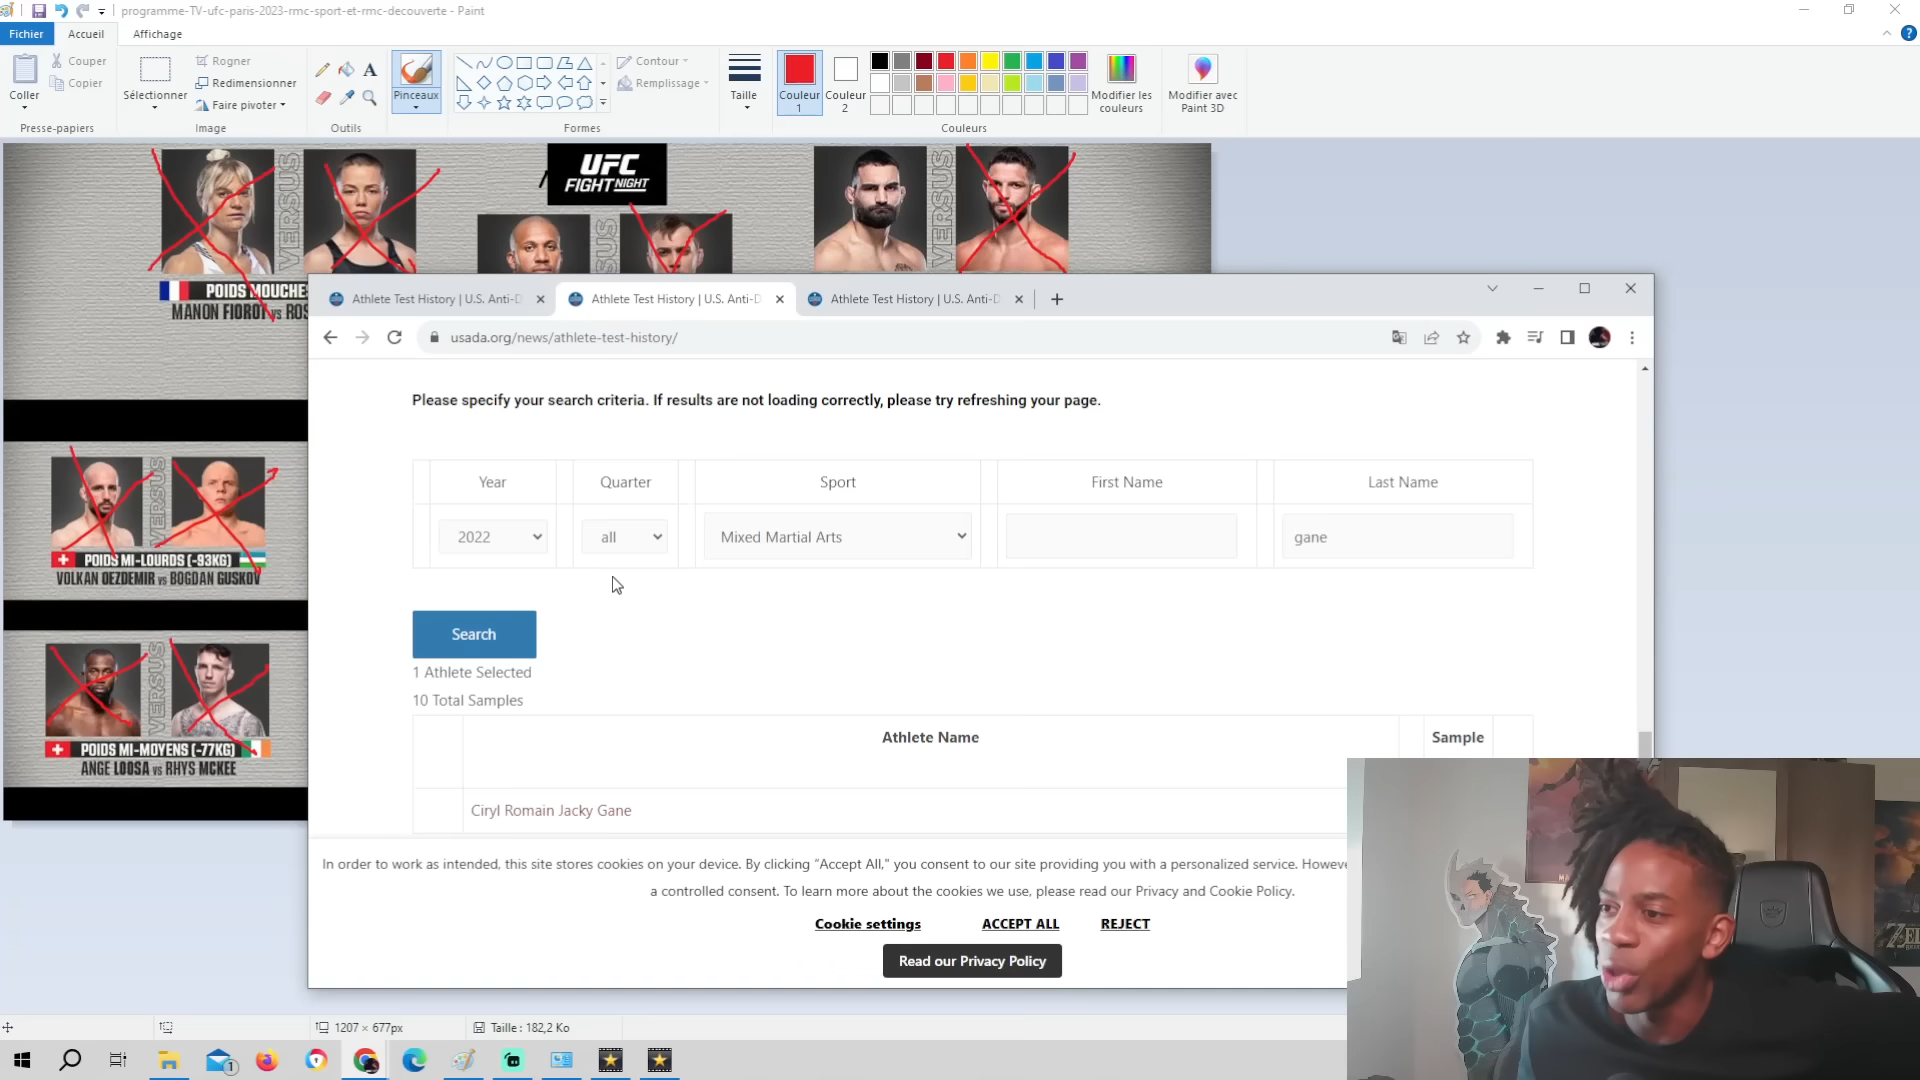 programme-TV-ufc-paris-2023-rmc-sport-et-rmc-decouverte - Paint
Fichier
Accueil
Affichage
Coller
Couper
Copier
Presse-papiers
Sélectionner
Rogner
Redimensionner
Faire pivoter
Image
Outils
Pinceaux
Formes
Contour
Remplissage
Taille
Couleur 1
Couleur 2
Couleurs
Modifier les couleurs
Modifier avec Paint 3D
VERSUS
UFC
FIGHT NIGHT
VERSUS
POIDS MOUCHES
MANON FIOROT vs ROS
VERSUS
POIDS MI-LOURDS (-93KG)
VOLKAN OEZDEMIR vs BOGDAN GUSKOV
VERSUS
POIDS MI-MOYENS (-77KG)
ANGE LOOSA vs RHYS MCKEE
Athlete Test History | U.S. Anti-D
Athlete Test History | U.S. Anti-D
Athlete Test History | U.S. Anti-D
usada.org/news/athlete-test-history/
Please specify your search criteria. If results are not loading correctly, please try refreshing your page.
Year Quarter Sport First Name Last Name
2022 all Mixed Martial Arts gane
Search
1 Athlete Selected
10 Total Samples
Athlete Name Sample
Ciryl Romain Jacky Gane
In order to work as intended, this site stores cookies on your device. By clicking "Accept All," you consent to our site providing you with a personalized service. Howeve
a controlled consent. To learn more about the cookies we use, please read our Privacy and Cookie Policy.
Cookie settings ACCEPT ALL REJECT
Read our Privacy Policy
1207 × 677px
Taille : 182,2 Ko